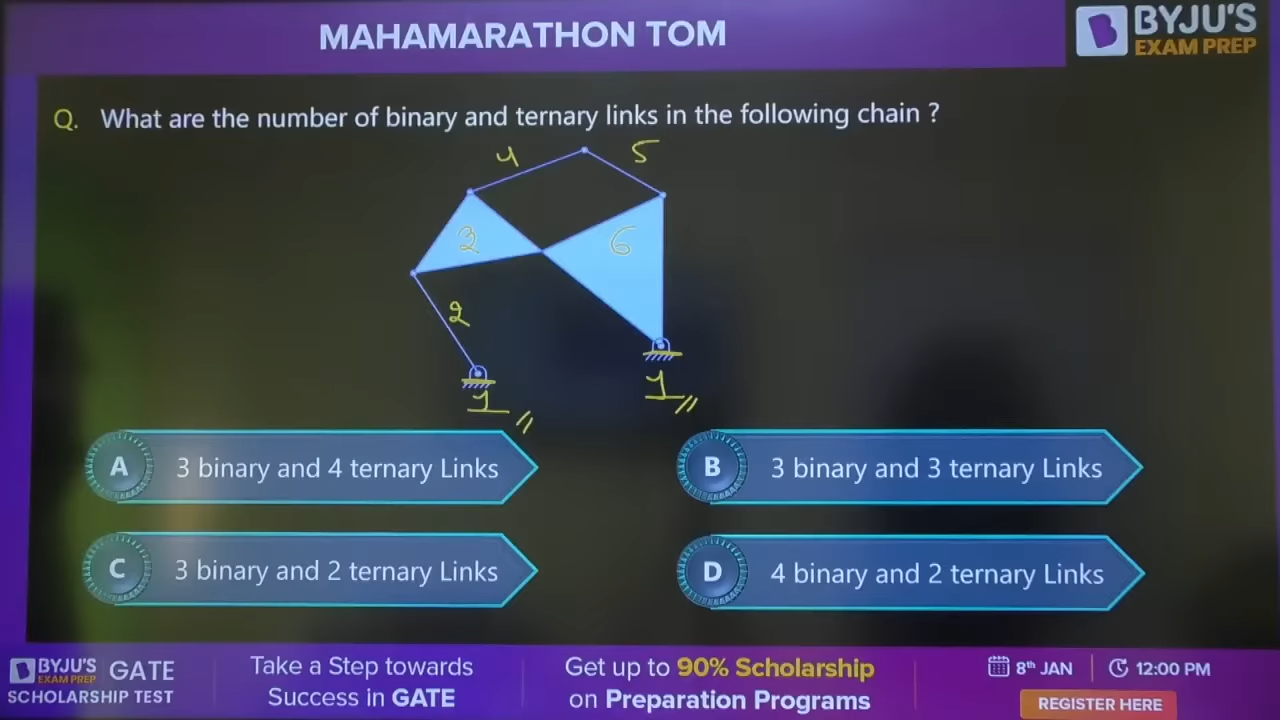 MAHAMARATHON TOM
BYJU'S
EXAM PREP
Q. What are the number of binary and ternary links in the following chain ?
4
5
3
6
2
1
1
A 3 binary and 4 ternary Links
B 3 binary and 3 ternary Links
C 3 binary and 2 ternary Links
D 4 binary and 2 ternary Links
BYJU'S
EXAM PREP
GATE
SCHOLARSHIP TEST
Take a Step towards
Success in GATE
Get up to 90% Scholarship
on Preparation Programs
8th JAN
12:00 PM
REGISTER HERE